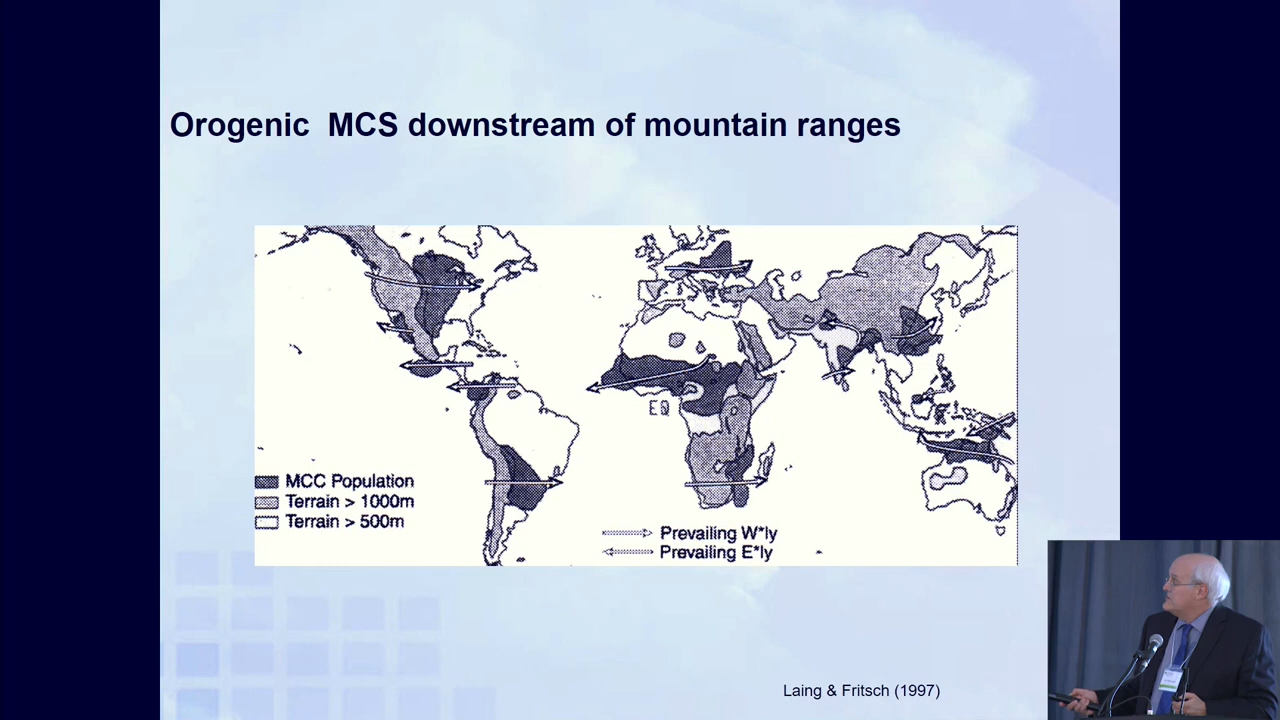 Orogenic  MCS downstream of mountain ranges
EQ
MCC Population
Terrain > 1000m
Terrain > 500m
Prevailing W*ly
Prevailing E*ly
Laing & Fritsch (1997)